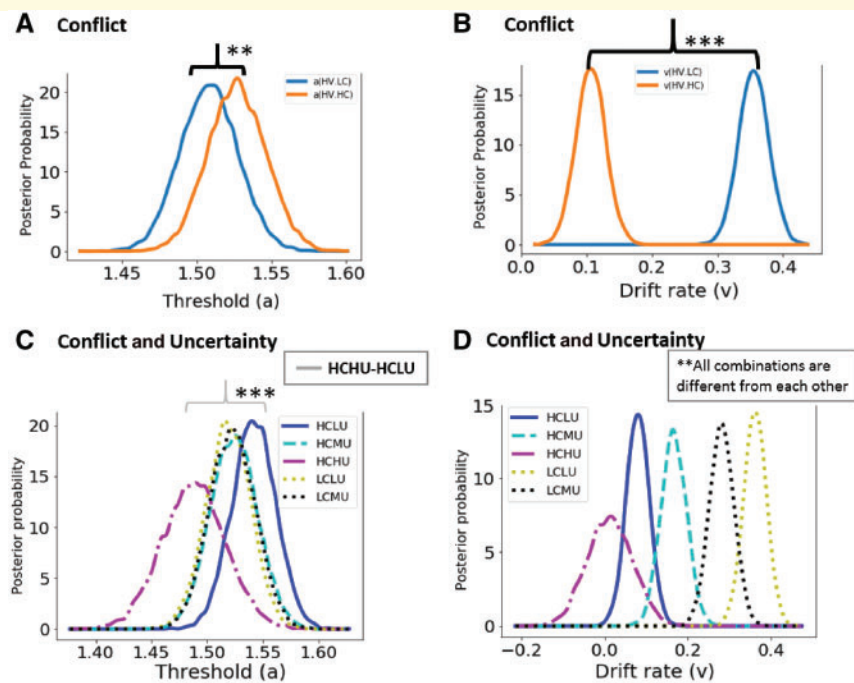 A Conflict
**
a(HV.LC)
a(HV.HC)
Posterior Probability
20
15
10
5
0
1.45 1.50 1.55 1.60
Threshold (a)
B Conflict
***
v(HV.LC)
v(HV.HC)
Posterior Probability
15
10
5
0
0.0 0.1 0.2 0.3 0.4
Drift rate (v)
C Conflict and Uncertainty
HCHU-HCLU
***
HCLU
HCMU
HCHU
LCLU
LCMU
Posterior probability
20
15
10
5
0
1.40 1.45 1.50 1.55 1.60
Threshold (a)
D Conflict and Uncertainty
**All combinations are
different from each other
HCLU
HCMU
HCHU
LCLU
LCMU
Posterior probability
15
10
5
0
−0.2 0.0 0.2 0.4
Drift rate (v)